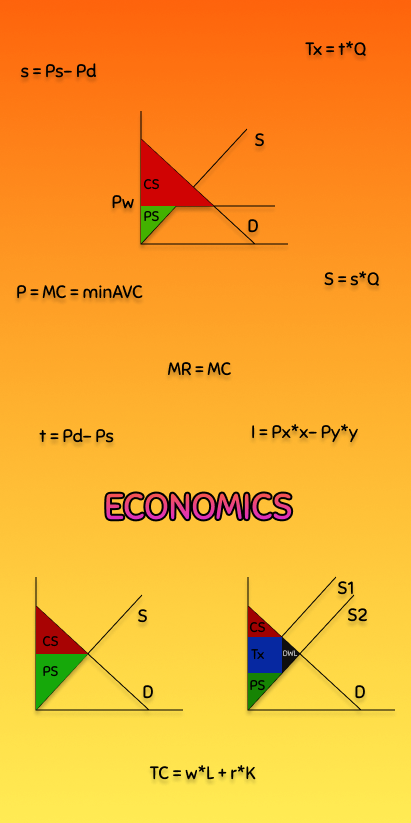 Tx = t*Q
s = Ps- Pd
S
CS
Pw
PS
D
S = s*Q
P = MC = minAVC
MR = MC
t = Pd- Ps
I = Px*x- Py*y
ECONOMICS
S
CS
PS
D
S1
S2
CS
Tx
DWL
PS
D
TC = w*L + r*K